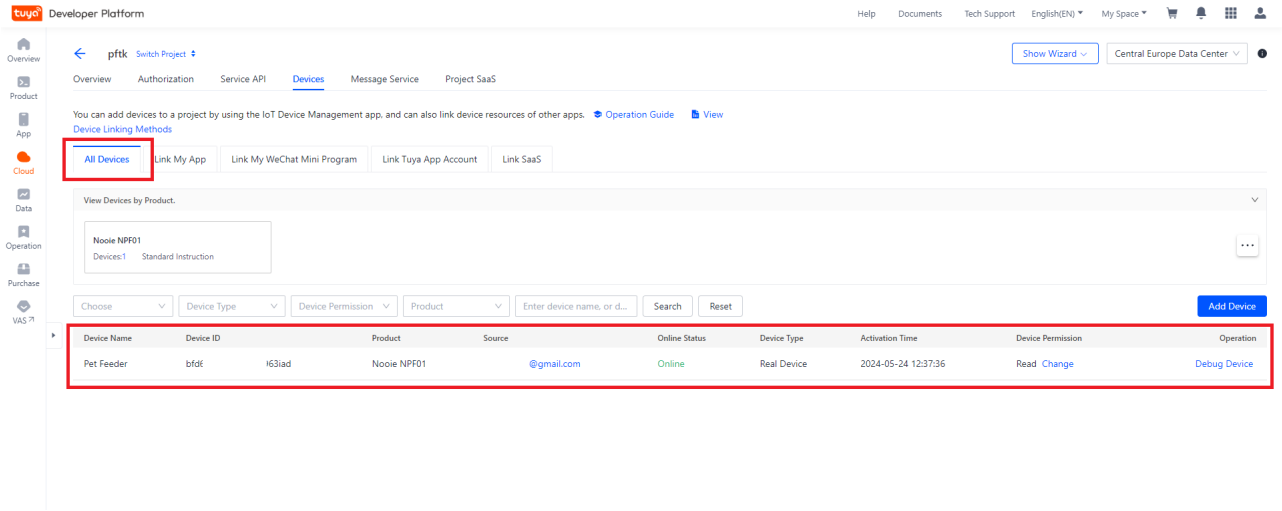 tuya Developer Platform Help Documents Tech Support English(EN) My Space
Overview
Product
App
Cloud
Data
Operation
Purchase
VAS
pftk Switch Project Show Wizard Central Europe Data Center
Overview Authorization Service API Devices Message Service Project SaaS
You can add devices to a project by using the IoT Device Management app. and can also link device resources of other apps. Operation Guide View
Device Linking Methods
All Devices Link My App Link My WeChat Mini Program Link Tuya App Account Link SaaS
View Devices by Product.
Nooie NPF01
Devices:1 Standard Instruction
...
Choose Device Type Device Permission Product Enter device name, or d... Search Reset Add Device
Device Name Device ID Product Source Online Status Device Type Activation Time Device Permission Operation
Pet Feeder bfd6 63iad Nooie NPF01 @gmail.com Online Real Device 2024-05-24 12:37:36 Read Change Debug Device